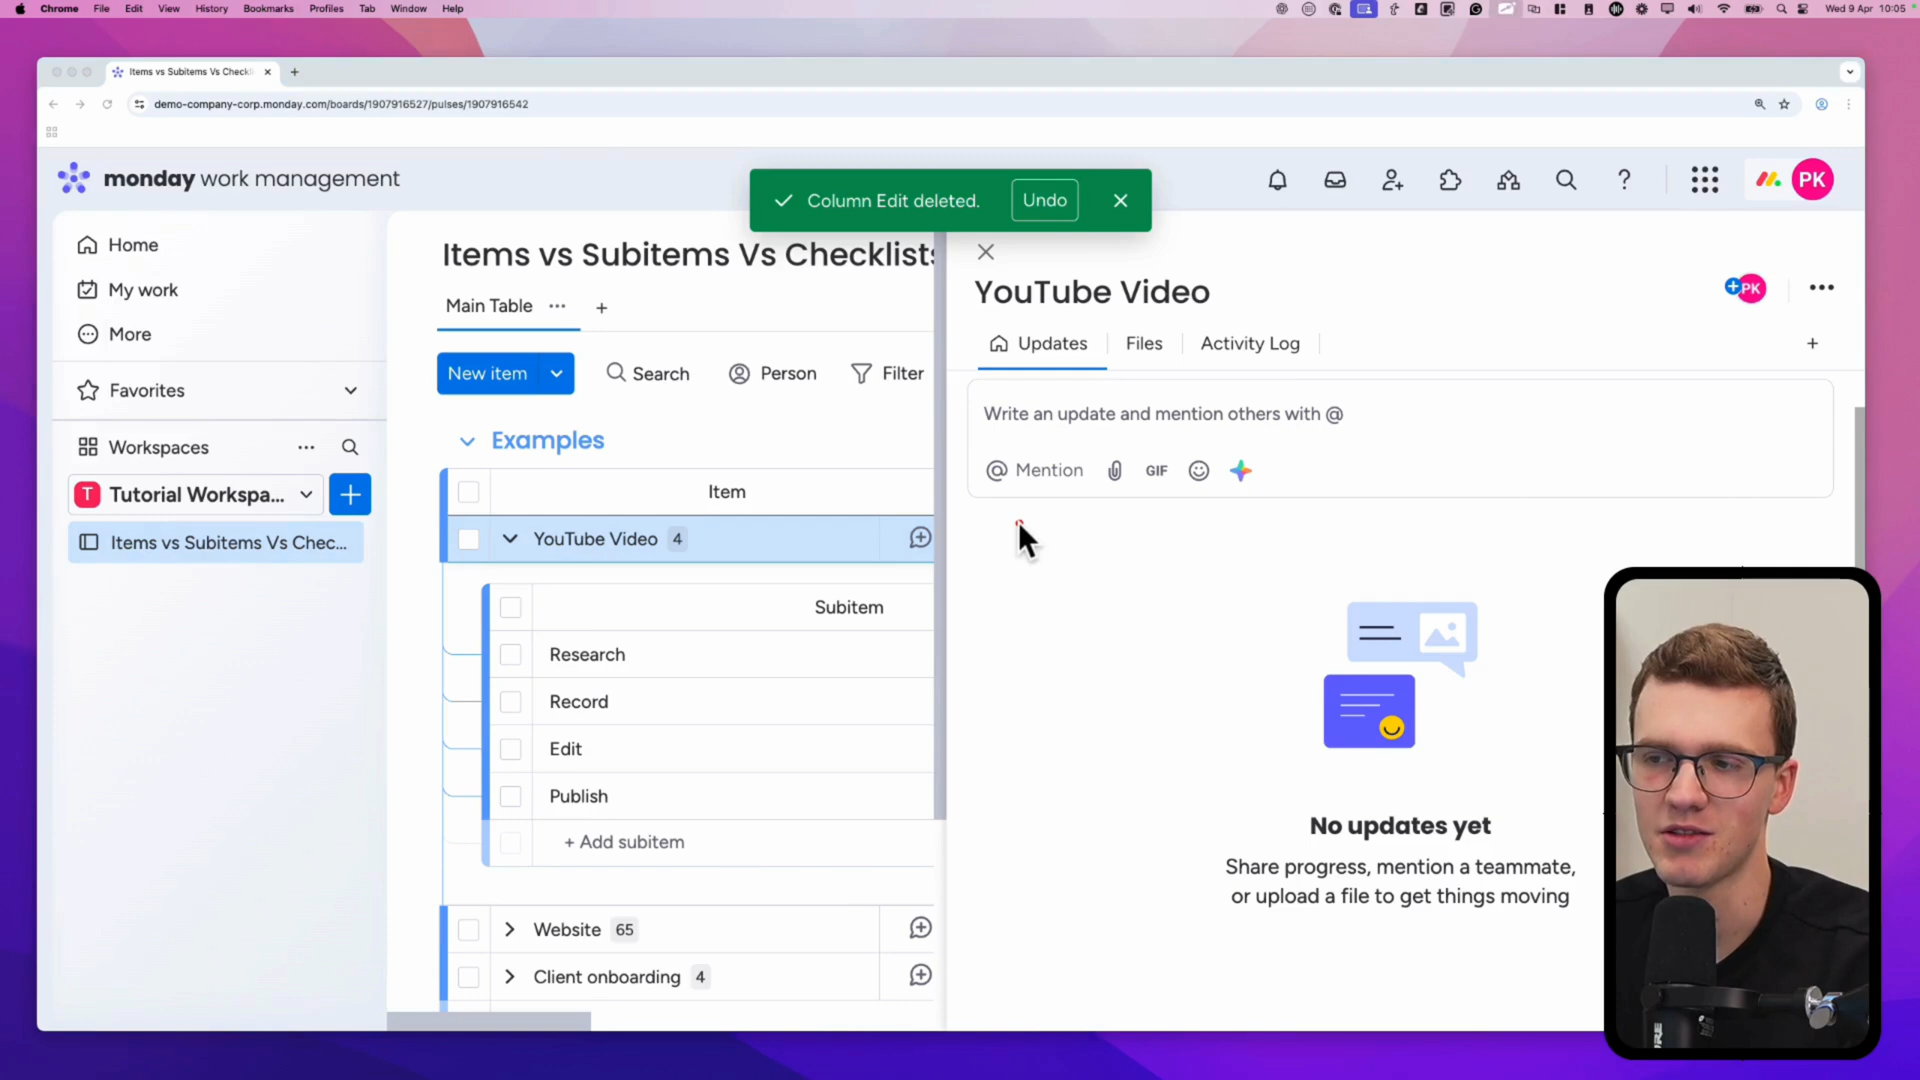 Chrome File Edit View History Bookmarks Profiles Tab Window Help
Wed 9 Apr 10:05
Items vs Subitems Vs Checkl
demo-company-corp.monday.com/boards/1907916527/pulses/1907916542
monday work management
Column Edit deleted. Undo
PK
Home
My work
More
Favorites
Workspaces
T Tutorial Workspa...
Items vs Subitems Vs Chec...
Items vs Subitems Vs Checklists
Main Table
New item
Search
Person
Filter
Examples
Item
YouTube Video 4
Subitem
Research
Record
Edit
Publish
+ Add subitem
Website 65
Client onboarding 4
YouTube Video
PK
Updates
Files
Activity Log
Write an update and mention others with @
Mention
GIF
No updates yet
Share progress, mention a teammate,
or upload a file to get things moving